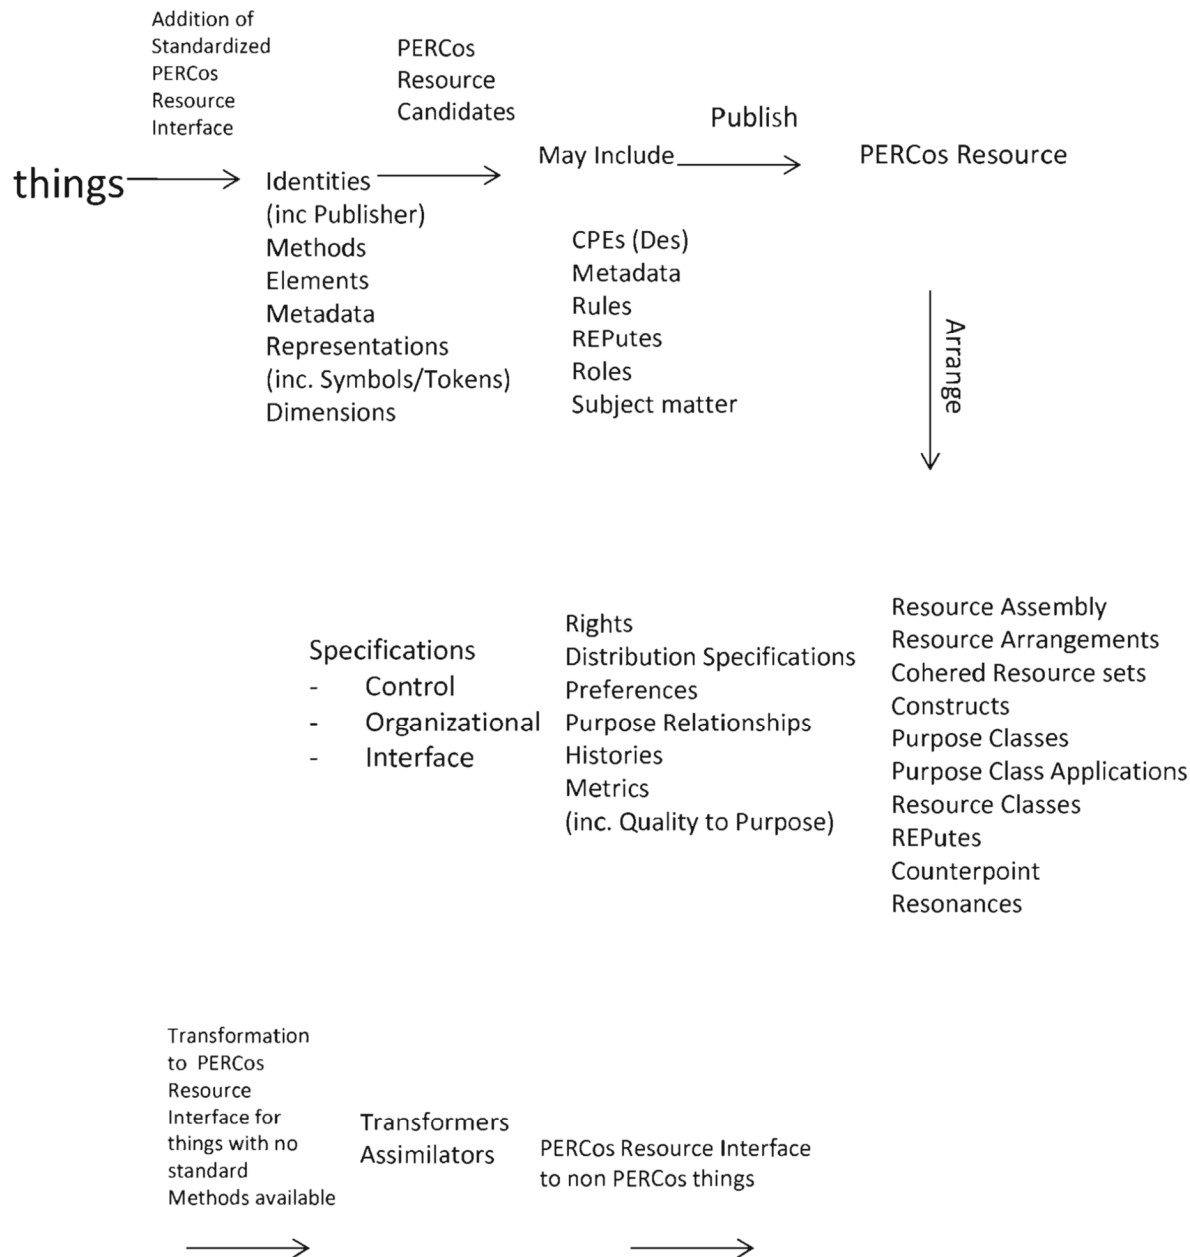 Addition of
Standardized
PERCos
Resource
Interface
PERCos
Resource
Candidates
Publish
things
Identities
(inc Publisher)
Methods
Elements
Metadata
Representations
(inc. Symbols/Tokens)
Dimensions
May Include
CPEs (Des)
Metadata
Rules
REPutes
Roles
Subject matter
PERCos Resource
Arrange
Specifications
- Control
- Organizational
- Interface
Rights
Distribution Specifications
Preferences
Purpose Relationships
Histories
Metrics
(inc. Quality to Purpose)
Resource Assembly
Resource Arrangements
Cohered Resource sets
Constructs
Purpose Classes
Purpose Class Applications
Resource Classes
REPutes
Counterpoint
Resonances
Transformation
to PERCos
Resource
Interface for
things with no
standard
Methods available
Transformers
Assimilators
PERCos Resource Interface
to non PERCos things